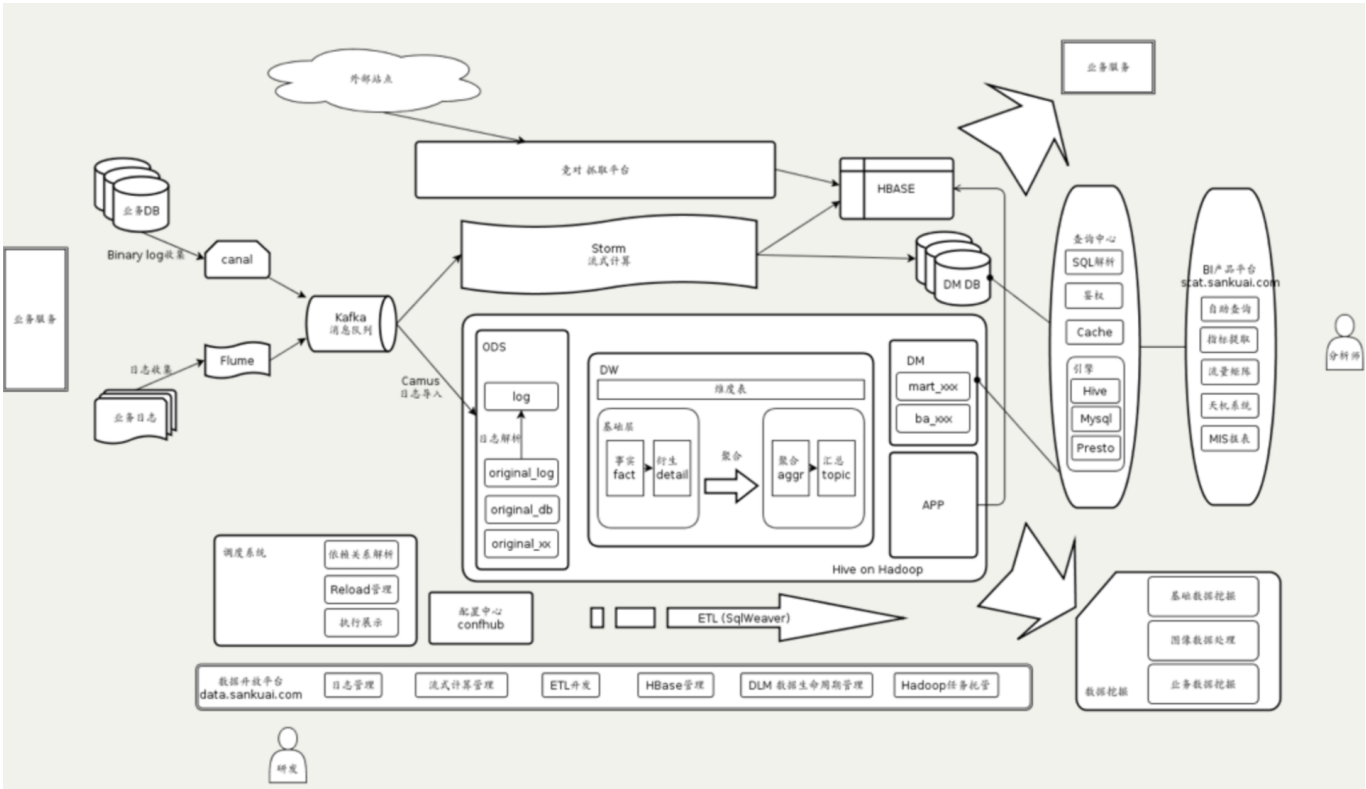 业务服务
外部站点
竞对 抓取平台
HBASE
业务DB
Binary log收集
canal
Storm
流式计算
DM DB
查询中心
SQL解析
鉴权
Cache
引擎
Hive
Mysql
Presto
BI产品平台
stat.sankuai.com
自助查询
指标提取
流量矩阵
天机系统
MIS报表
分析师
业务服务
Kafka
消息队列
日志收集
Flume
业务日志
Camus
日志导入
ODS
log
日志解析
original_log
original_db
original_xx
DW
维度表
基础层
事实
fact
衍生
detail
聚合
聚合
aggr
汇总
topic
DM
mart_xxx
ba_xxx
APP
Hive on Hadoop
调度系统
依赖关系解析
Reload管理
执行展示
配置中心
confhub
ETL (SqlWeaver)
数据开放平台
data.sankuai.com
日志管理
流式计算管理
ETL开发
HBase管理
DLM 数据生命周期管理
Hadoop任务托管
基础数据挖掘
图像数据处理
业务数据挖掘
数据挖掘
研发